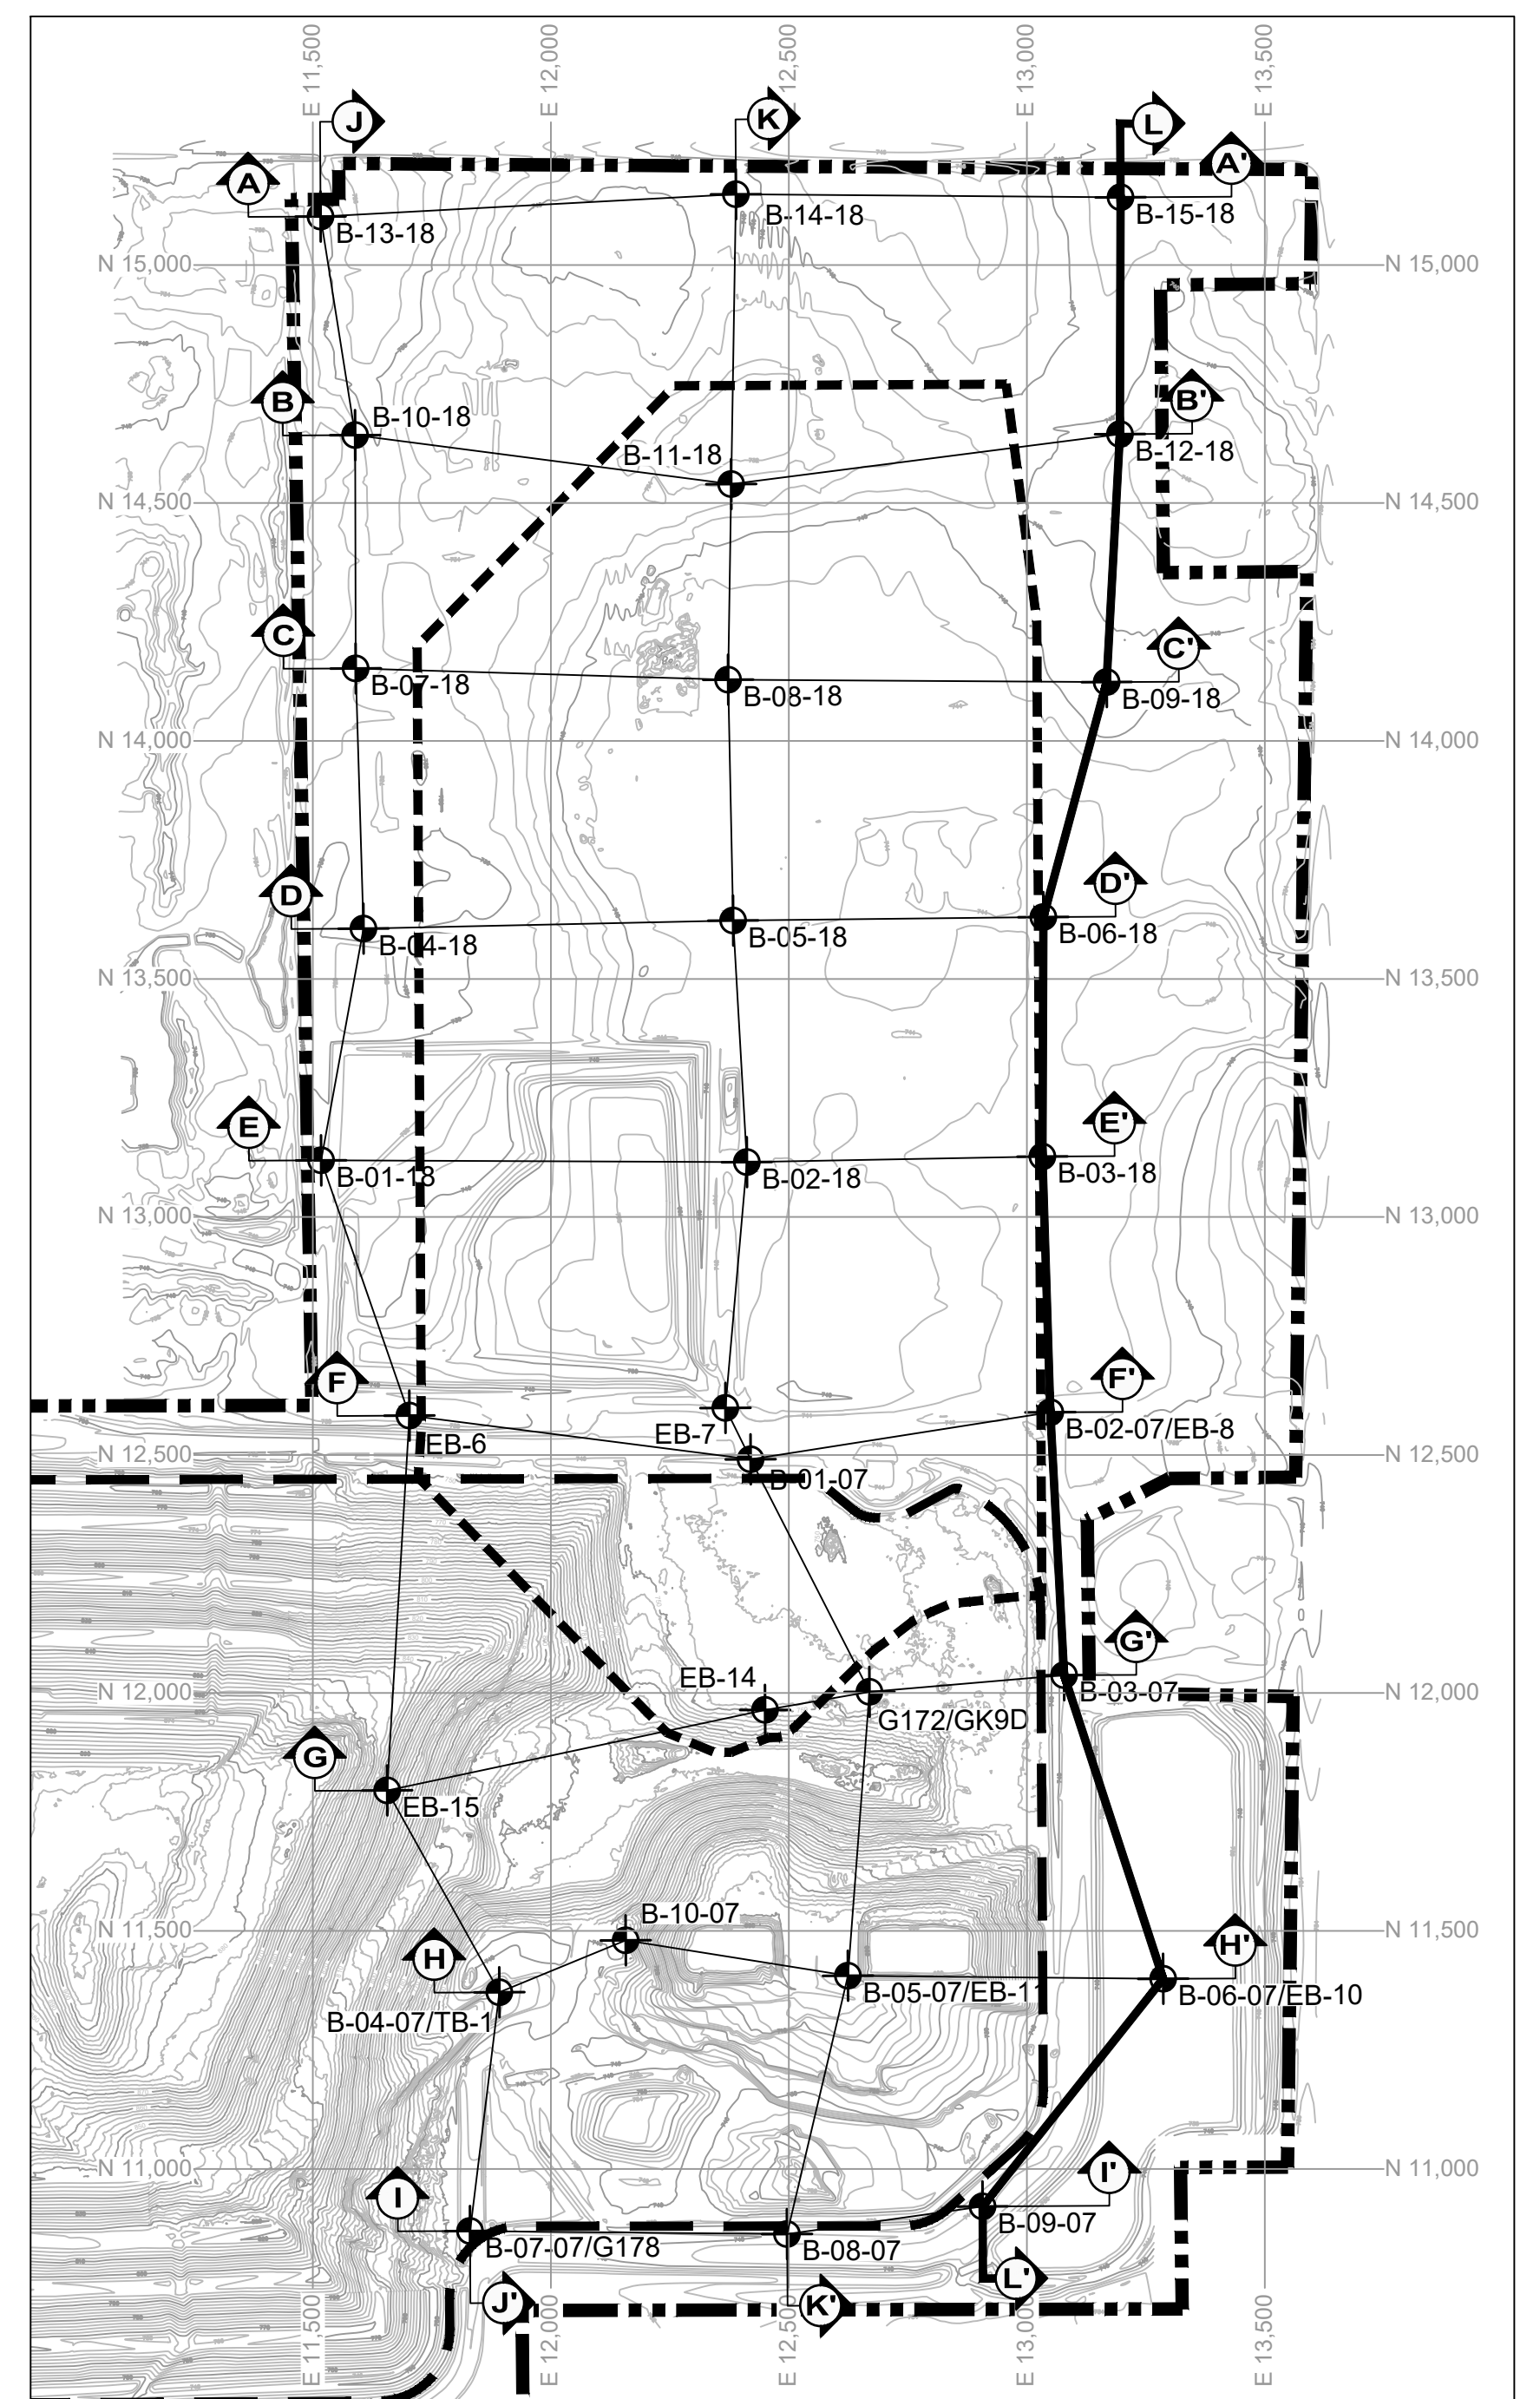 E 11,500
E 12,000
E 12,500
E 13,000
E 13,500
J
K
L
A
A'
B-13-18
B-14-18
B-15-18
N 15,000
N 15,000
B
B'
B-10-18
B-11-18
B-12-18
N 14,500
N 14,500
C
C'
B-07-18
B-08-18
B-09-18
N 14,000
N 14,000
D
D'
B-04-18
B-05-18
B-06-18
N 13,500
N 13,500
E
E'
B-01-18
B-02-18
B-03-18
N 13,000
N 13,000
F
F'
EB-6
EB-7
B-02-07/EB-8
N 12,500
N 12,500
B-01-07
G'
EB-14
B-03-07
N 12,000
N 12,000
G172/GK9D
G
EB-15
B-10-07
N 11,500
N 11,500
H
H'
B-04-07/TB-1
B-05-07/EB-11
B-06-07/EB-10
N 11,000
N 11,000
I
I'
B-07-07/G178
B-08-07
B-09-07
J'
K'
L'
E 11,500
E 12,000
E 12,500
E 13,000
E 13,500